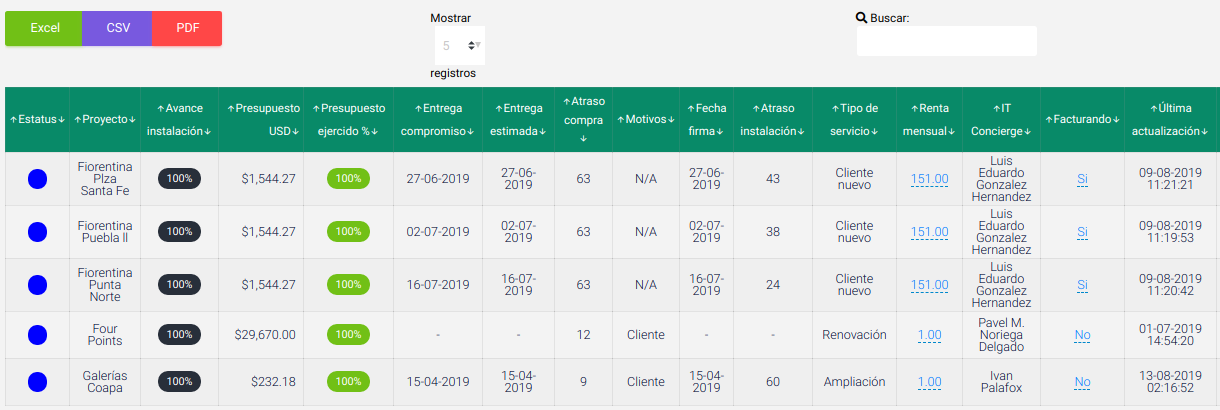 Excel CSV PDF
Mostrar
5
registros
Buscar:
↑Estatus↓ ↑Proyecto↓ ↑Avance instalación↓ ↑Presupuesto USD↓ ↑Presupuesto ejercido %↓ ↑Entrega compromiso↓ ↑Entrega estimada↓ ↑Atraso compra↓ ↑Motivos↓ ↑Fecha firma↓ ↑Atraso instalación↓ ↑Tipo de servicio↓ ↑Renta mensual↓ ↑IT Concierge↓ ↑Facturando↓ ↑Última actualización↓
Fiorentina Plza Santa Fe 100% $1,544.27 100% 27-06-2019 27-06-2019 63 N/A 27-06-2019 43 Cliente nuevo 151.00 Luis Eduardo Gonzalez Hernandez Si 09-08-2019 11:21:21
Fiorentina Puebla II 100% $1,544.27 100% 02-07-2019 02-07-2019 63 N/A 02-07-2019 38 Cliente nuevo 151.00 Luis Eduardo Gonzalez Hernandez Si 09-08-2019 11:19:53
Fiorentina Punta Norte 100% $1,544.27 100% 16-07-2019 16-07-2019 63 N/A 16-07-2019 24 Cliente nuevo 151.00 Luis Eduardo Gonzalez Hernandez Si 09-08-2019 11:20:42
Four Points 100% $29,670.00 100% - - 12 Cliente - - Renovación 1.00 Pavel M. Noriega Delgado No 01-07-2019 14:54:20
Galerías Coapa 100% $232.18 100% 15-04-2019 15-04-2019 9 Cliente 15-04-2019 60 Ampliación 1.00 Ivan Palafox No 13-08-2019 02:16:52